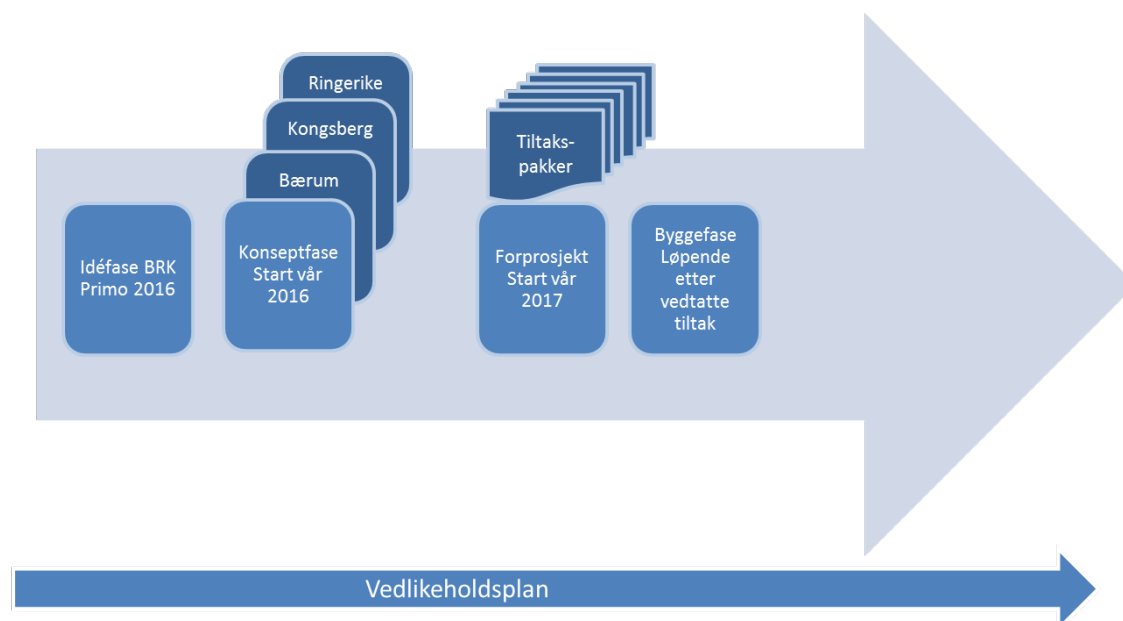 Ringerike
Kongsberg
Bærum
Tiltaks-
pakker
Idéfase BRK
Primo 2016
Konseptfase
Start vår
2016
Forprosjekt
Start vår
2017
Byggefase
Løpende
etter
vedtatte
tiltak
Vedlikeholdsplan